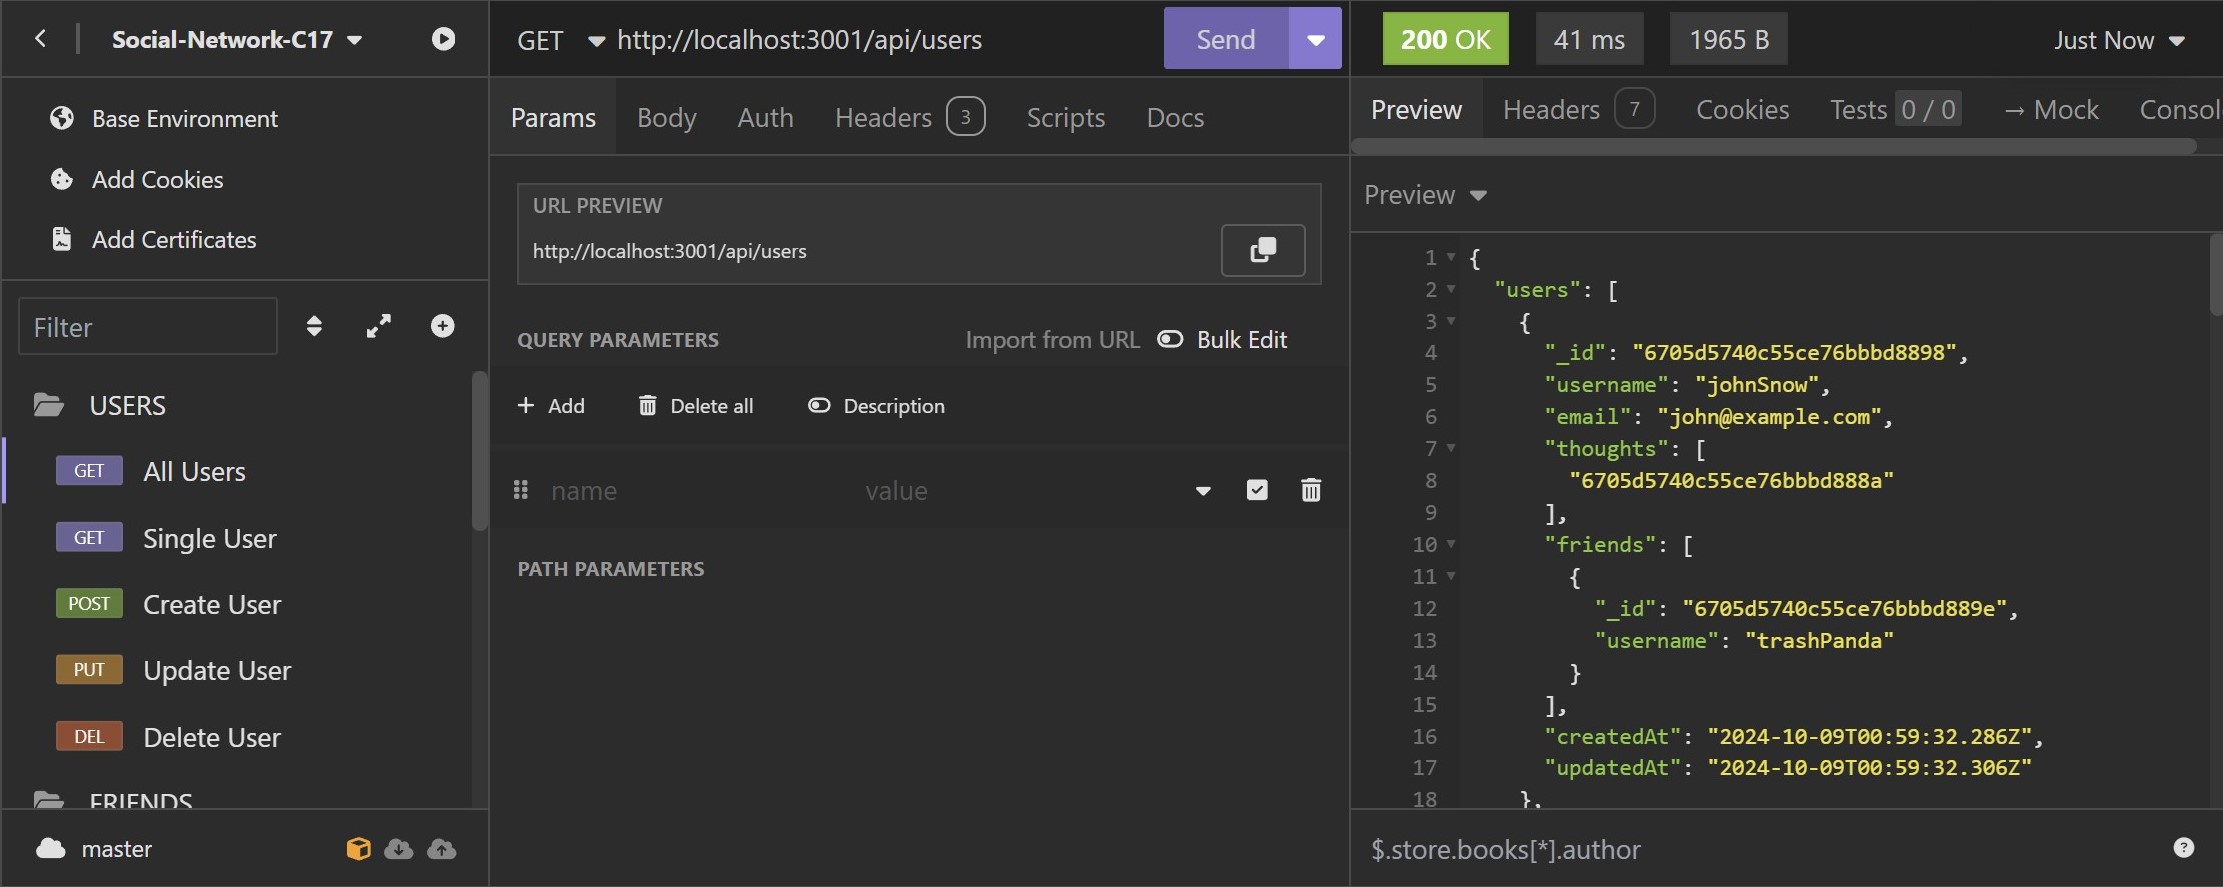 Social-Network-C17
Base Environment
Add Cookies
Add Certificates
Filter
USERS
GET All Users
GET Single User
POST Create User
PUT Update User
DEL Delete User
FRIENDS
master
GET http://localhost:3001/api/users Send
Params Body Auth Headers 3 Scripts Docs
URL PREVIEW
http://localhost:3001/api/users
QUERY PARAMETERS Import from URL Bulk Edit
+ Add Delete all Description
name value
PATH PARAMETERS
200 OK 41 ms 1965 B Just Now
Preview Headers 7 Cookies Tests 0 / 0 → Mock Consol
Preview
1 {
2 "users": [
3 {
4 "_id": "6705d5740c55ce76bbbd8898",
5 "username": "johnSnow",
6 "email": "john@example.com",
7 "thoughts": [
8 "6705d5740c55ce76bbbd888a"
9 ],
10 "friends": [
11 {
12 "_id": "6705d5740c55ce76bbbd889e",
13 "username": "trashPanda"
14 }
15 ],
16 "createdAt": "2024-10-09T00:59:32.286Z",
17 "updatedAt": "2024-10-09T00:59:32.306Z"
18 },
$.store.books[*].author
?